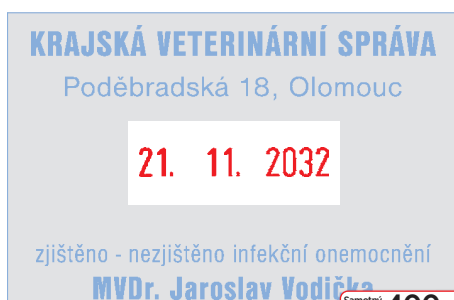 KRAJSKÁ VETERINÁRNÍ SPRÁVA
Poděbradská 18, Olomouc
21. 11. 2032
zjištěno - nezjištěno infekční onemocnění
MVDr. Jaroslav Vodička